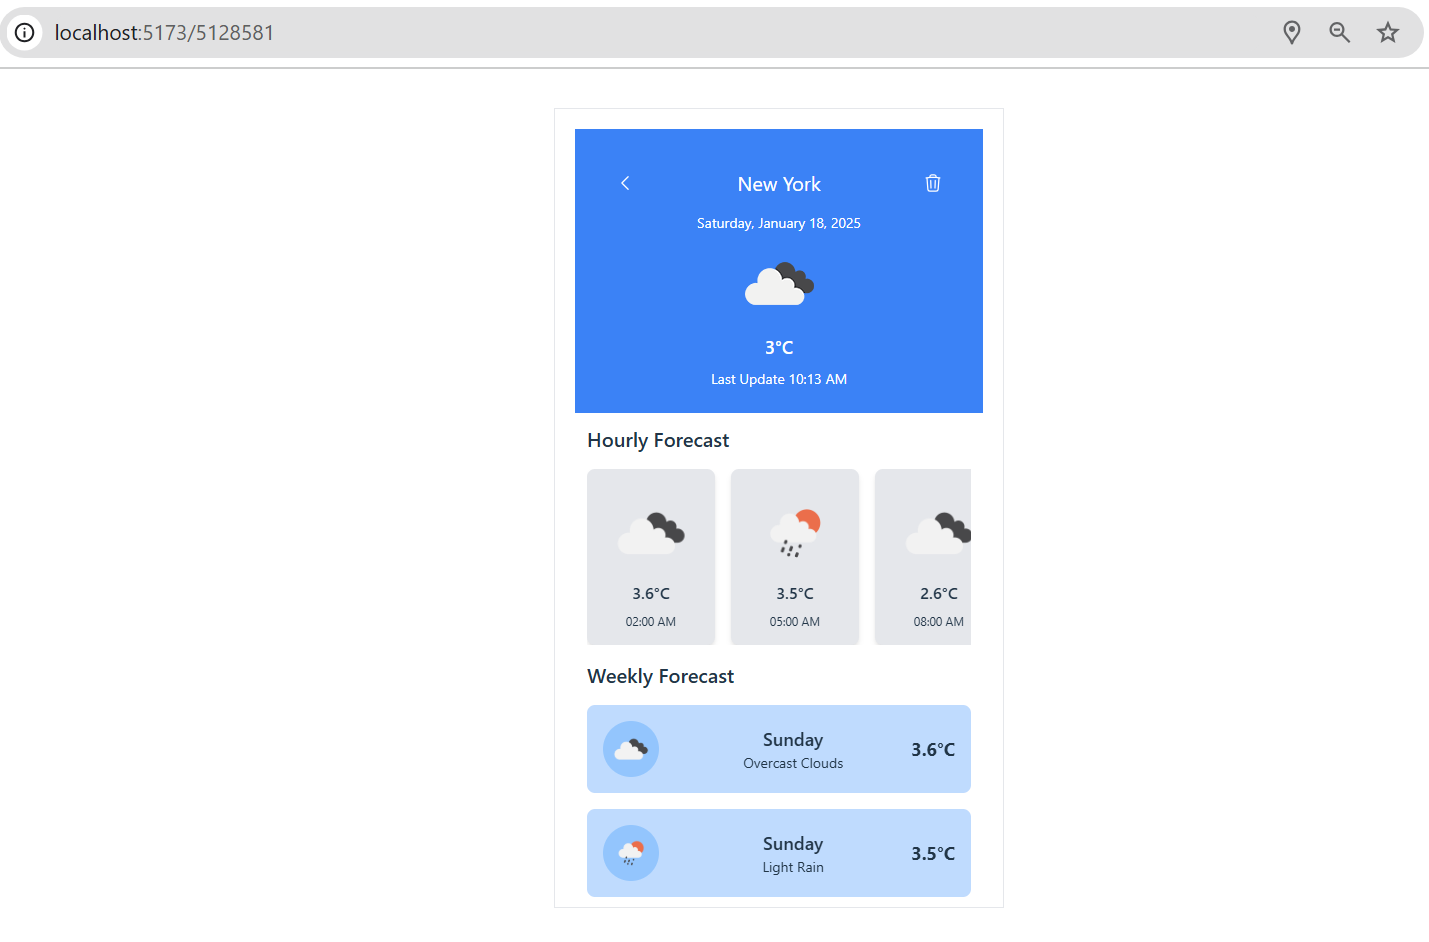 localhost:5173/5128581
New York
Saturday, January 18, 2025
3°C
Last Update 10:13 AM
Hourly Forecast
3.6°C
02:00 AM
3.5°C
05:00 AM
2.6°C
08:00 AM
Weekly Forecast
Sunday
Overcast Clouds
3.6°C
Sunday
Light Rain
3.5°C